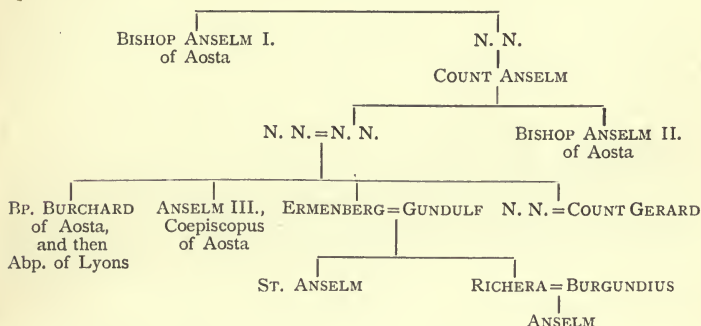 BISHOP ANSELM I. N. N.
of Aosta
COUNT ANSELM
N. N. = N. N. BISHOP ANSELM II.
of Aosta
BP. BURCHARD ANSELM III., ERMENBERG = GUNDULF N. N. = COUNT GERARD
of Aosta, Coepiscopus
and then of Aosta
Abp. of Lyons
ST. ANSELM RICHERA = BURGUNDIUS
ANSELM